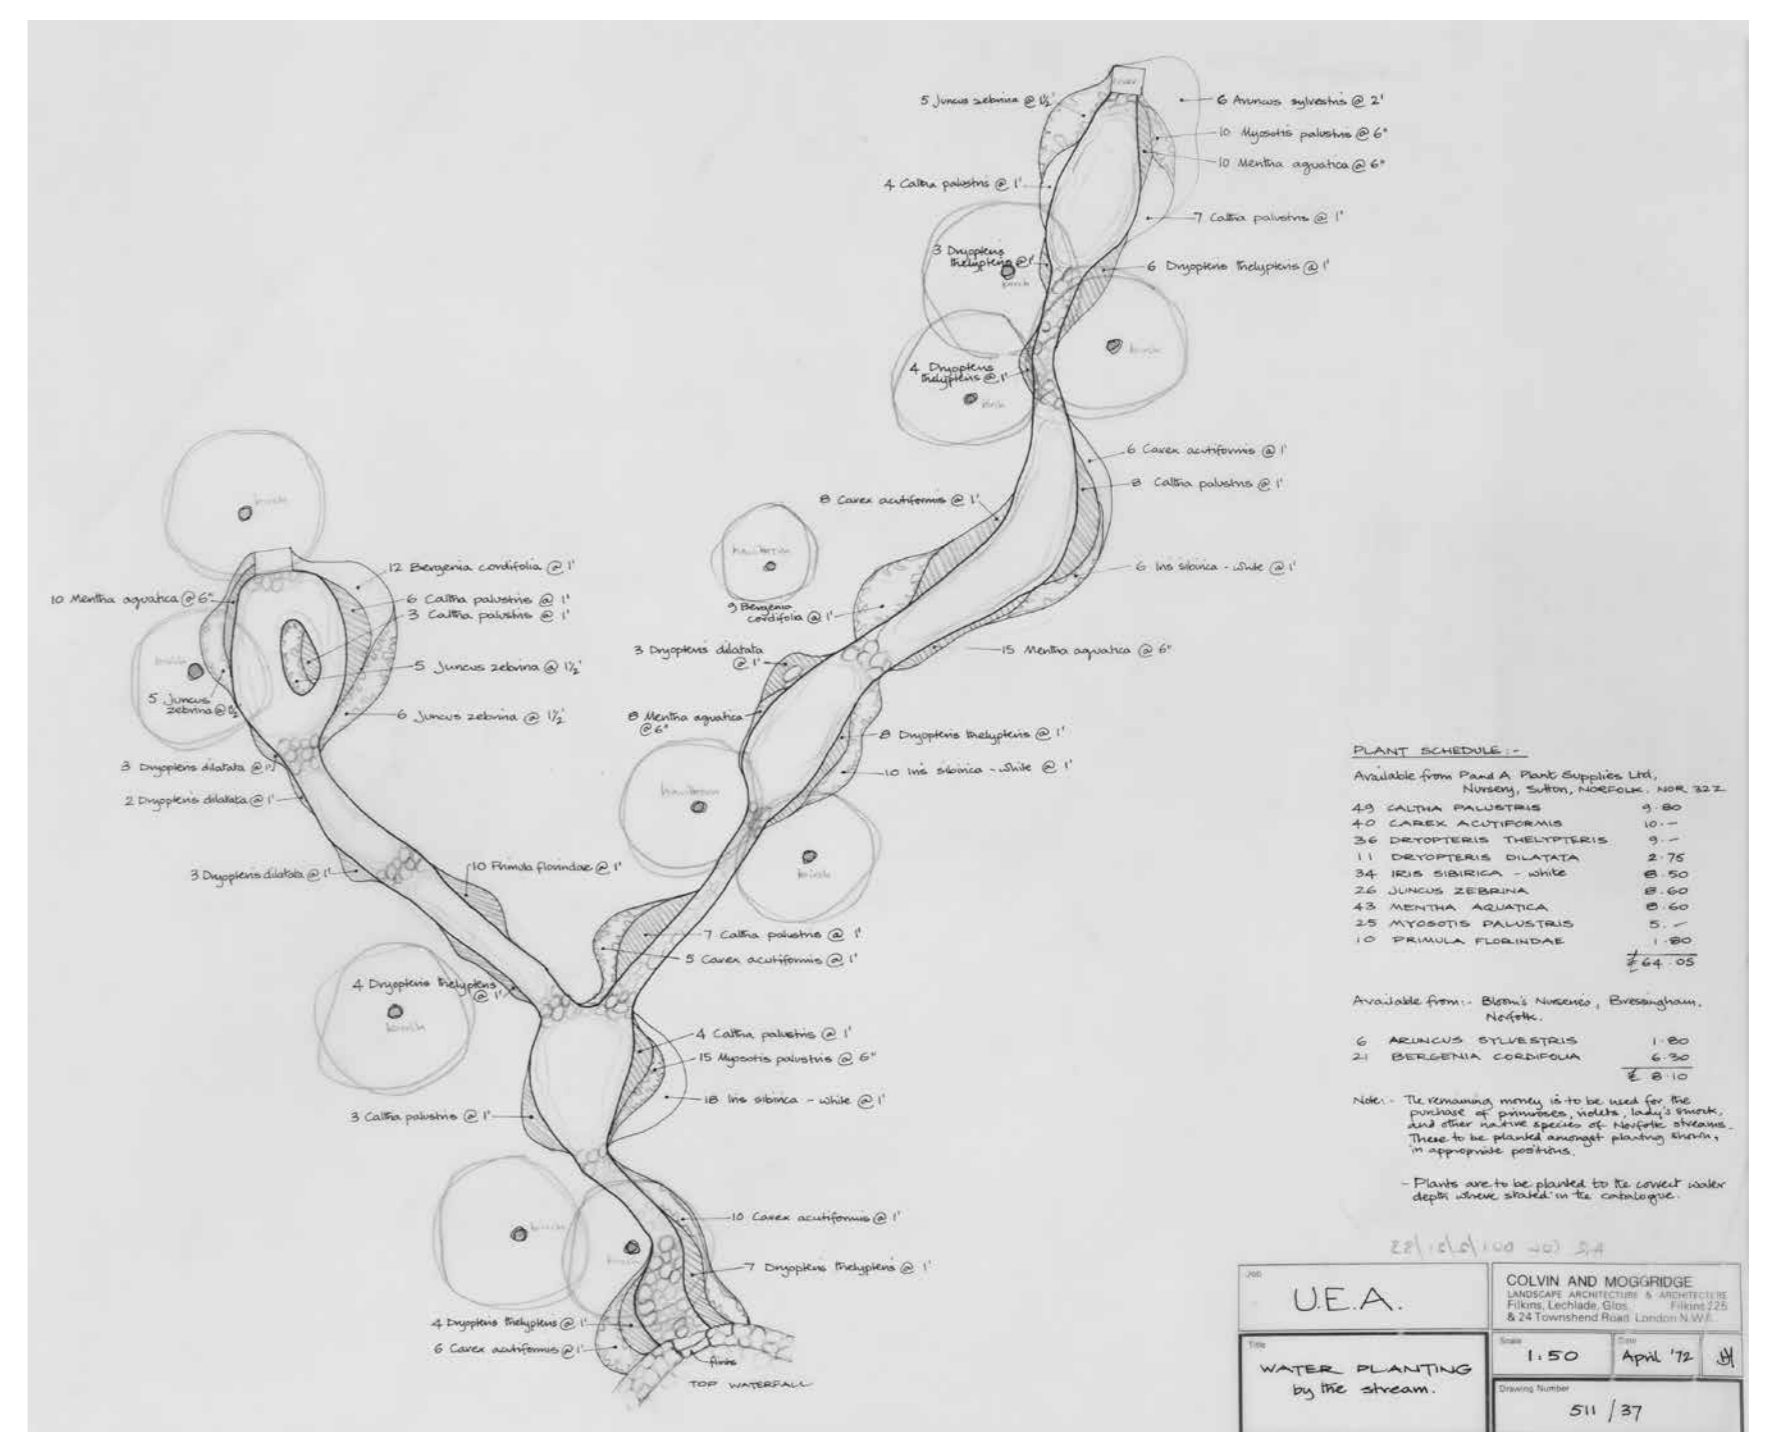 cover
5 Juncus zebrina @ 1½'
6 Aruncus sylvestris @ 2'
10 Myosotis palustris @ 6"
10 Mentha aquatica @ 6"
4 Caltha palustris @ 1'
7 Caltha palustris @ 1'
3 Dryopteris
thelypteris @ 1'
birch
6 Dryopteris thelypteris @ 1'
birch
4 Dryopteris
thelypteris @ 1'
birch
6 Carex acutiformis @ 1'
8 Caltha palustris @ 1'
8 Carex acutiformis @ 1'
birch
hawthorn
6 Iris sibirica - white @ 1'
12 Bergenia cordifolia @ 1'
10 Mentha aquatica @ 6"
6 Caltha palustris @ 1'
3 Caltha palustris @ 1'
9 Bergenia
cordifolia @ 1'
3 Dryopteris dilatata
@ 1'
15 Mentha aquatica @ 6"
birch
5 Juncus zebrina @ 1½'
5 Juncus
zebrina @ 1½'
6 Juncus zebrina @ 1½'
8 Mentha aquatica
@ 6"
8 Dryopteris thelypteris @ 1'
10 Iris sibirica - white @ 1'
3 Dryopteris dilatata @ 1'
2 Dryopteris dilatata @ 1'
hawthorn
3 Dryopteris dilatata @ 1'
10 Primula florindae @ 1'
birch
7 Caltha palustris @ 1'
5 Carex acutiformis @ 1'
4 Dryopteris thelypteris
@ 1'
birch
4 Caltha palustris @ 1'
15 Myosotis palustris @ 6"
18 Iris sibirica - white @ 1'
3 Caltha palustris @ 1'
10 Carex acutiformis @ 1'
birch
birch
7 Dryopteris thelypteris @ 1'
4 Dryopteris thelypteris @ 1'
6 Carex acutiformis @ 1'
flints
TOP WATERFALL
PLANT SCHEDULE :-
Available from P and A Plant Supplies Ltd,
Nursery, Sutton, NORFOLK. NOR 32Z
49 CALTHA PALUSTRIS 9.80
40 CAREX ACUTIFORMIS 10.-
36 DRYOPTERIS THELYPTERIS 9.-
11 DRYOPTERIS DILATATA 2.75
34 IRIS SIBIRICA - white 8.50
26 JUNCUS ZEBRINA 8.60
43 MENTHA AQUATICA 8.60
25 MYOSOTIS PALUSTRIS 5.-
10 PRIMULA FLORINDAE 1.80
£64.05
Available from:- Bloom's Nurseries, Bressingham,
Norfolk.
6 ARUNCUS SYLVESTRIS 1.80
21 BERGENIA CORDIFOLIA 6.30
£ 8.10
Note:- The remaining money is to be used for the
purchase of primroses, violets, lady's smock,
and other native species of Norfolk streams.
These to be planted amongst planting shown,
in appropriate positions.
- Plants are to be planted to the correct water
depth where stated in the catalogue.
Job
U.E.A.
COLVIN AND MOGGRIDGE
LANDSCAPE ARCHITECTURE & ARCHITECTURE
Filkins, Lechlade, Glos. Filkins 225
& 24 Townshend Road London N.W.8.
Title
WATER PLANTING
by the stream.
Scale
1:50
Date
April '72
Drawing Number
511/37